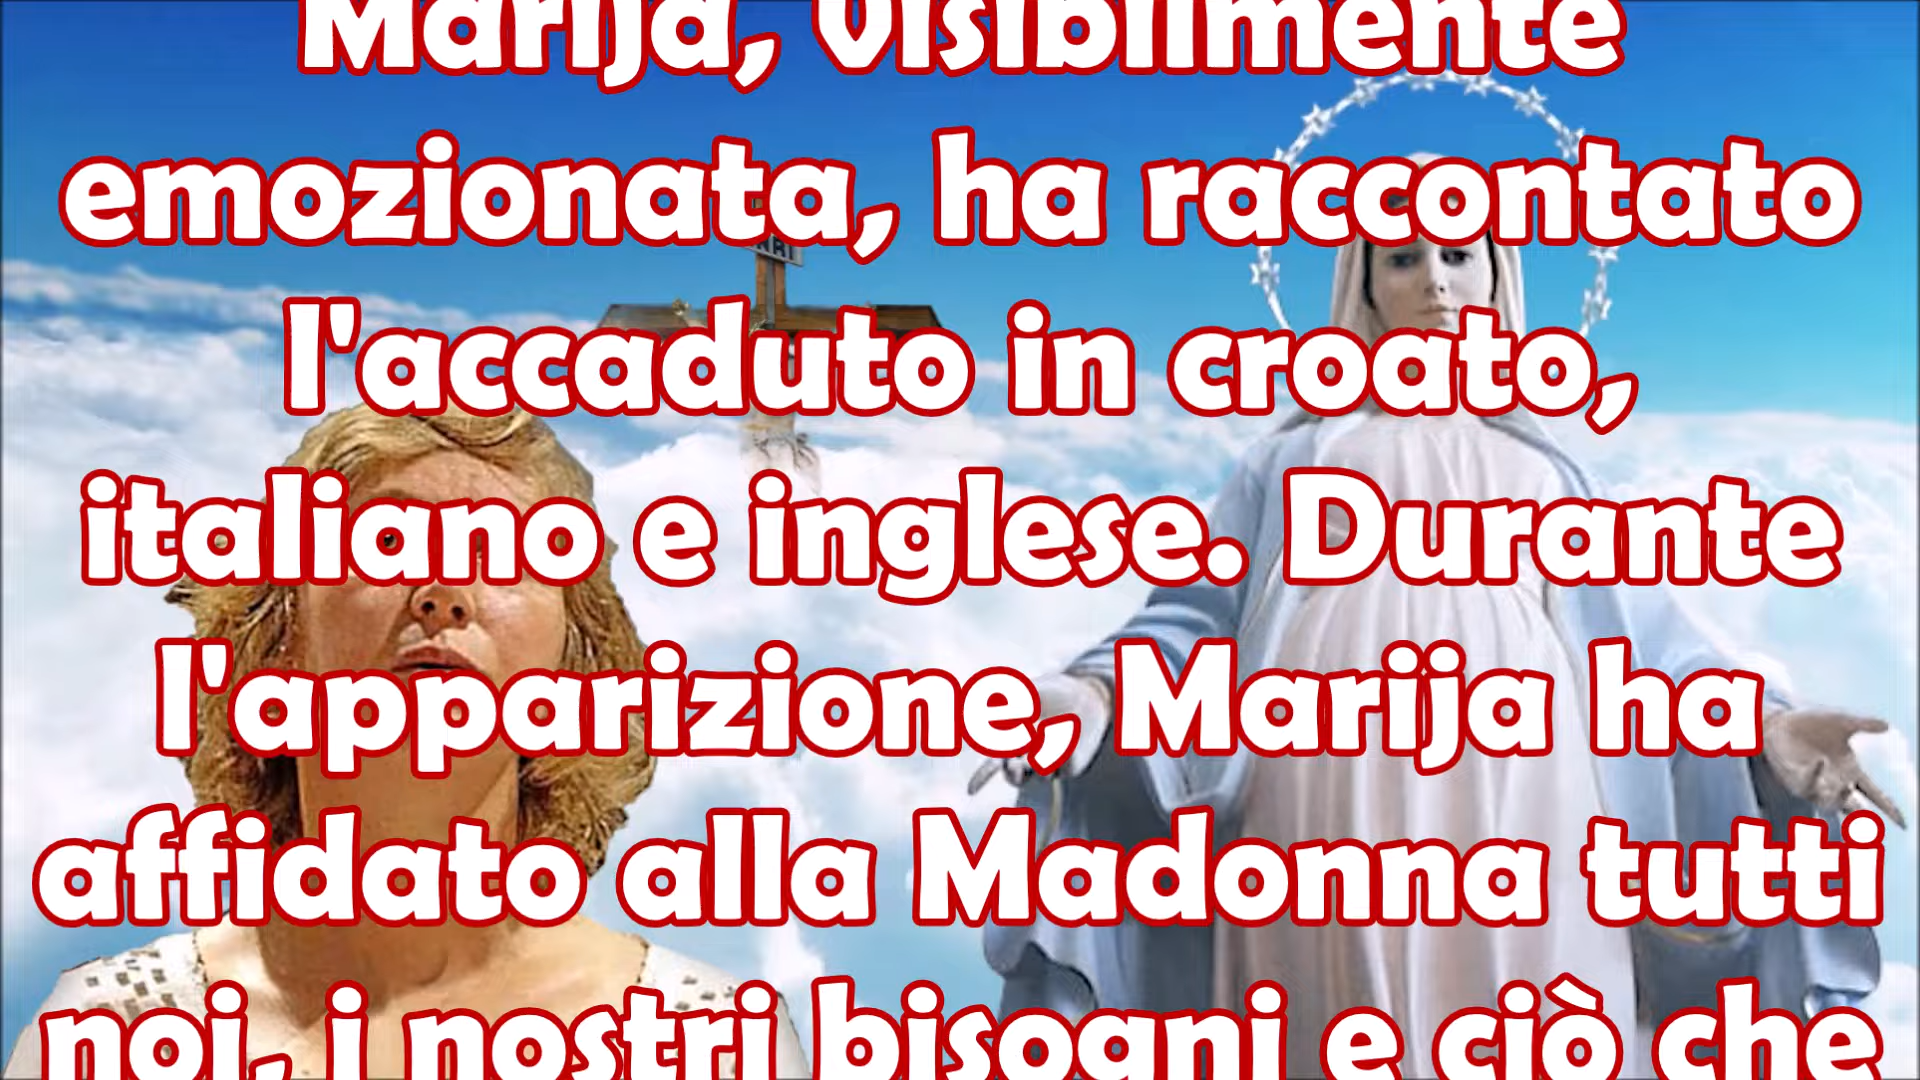 Marija, visibilmente
emozionata, ha raccontato
l'accaduto in croato,
italiano e inglese. Durante
l'apparizione, Marija ha
affidato alla Madonna tutti
noi, i nostri bisogni e ciò che